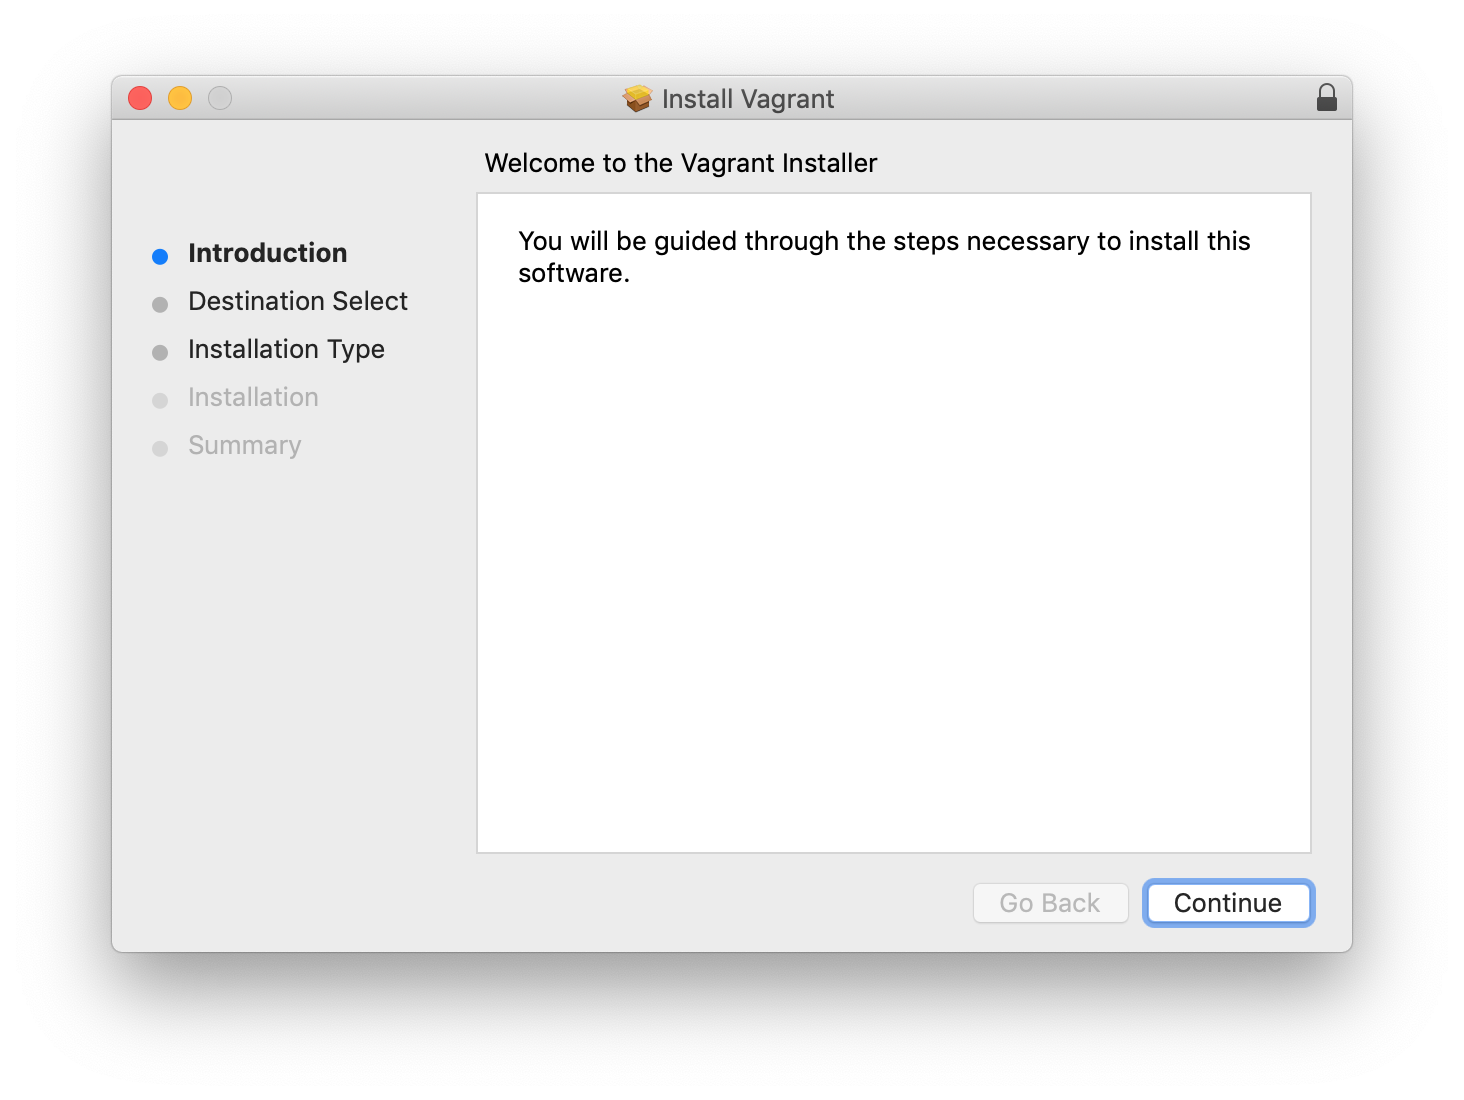 Install Vagrant
Welcome to the Vagrant Installer
Introduction
Destination Select
Installation Type
Installation
Summary
You will be guided through the steps necessary to install this
software.
Go Back
Continue